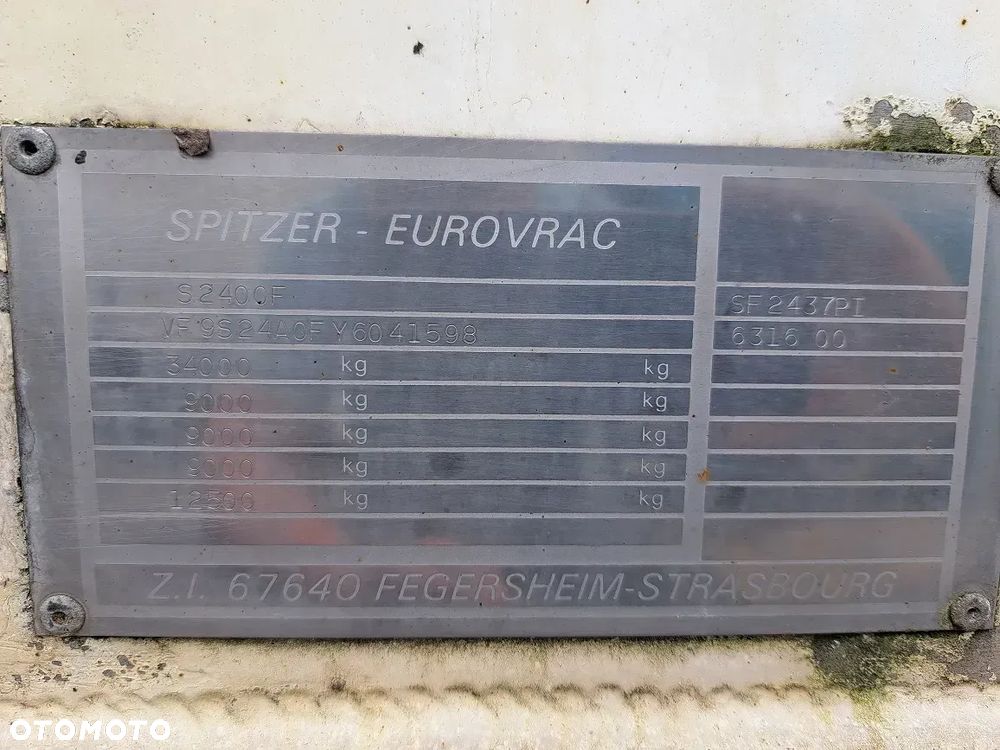 SPITZER - EUROVRAC
S2400F SF2437PI
VF9S24A0FY6041598 6316 00
34000 kg kg
9000 kg kg
9000 kg kg
9000 kg kg
12500 kg kg
Z.I. 67640 FEGERSHEIM-STRASBOURG
OTOMOTO